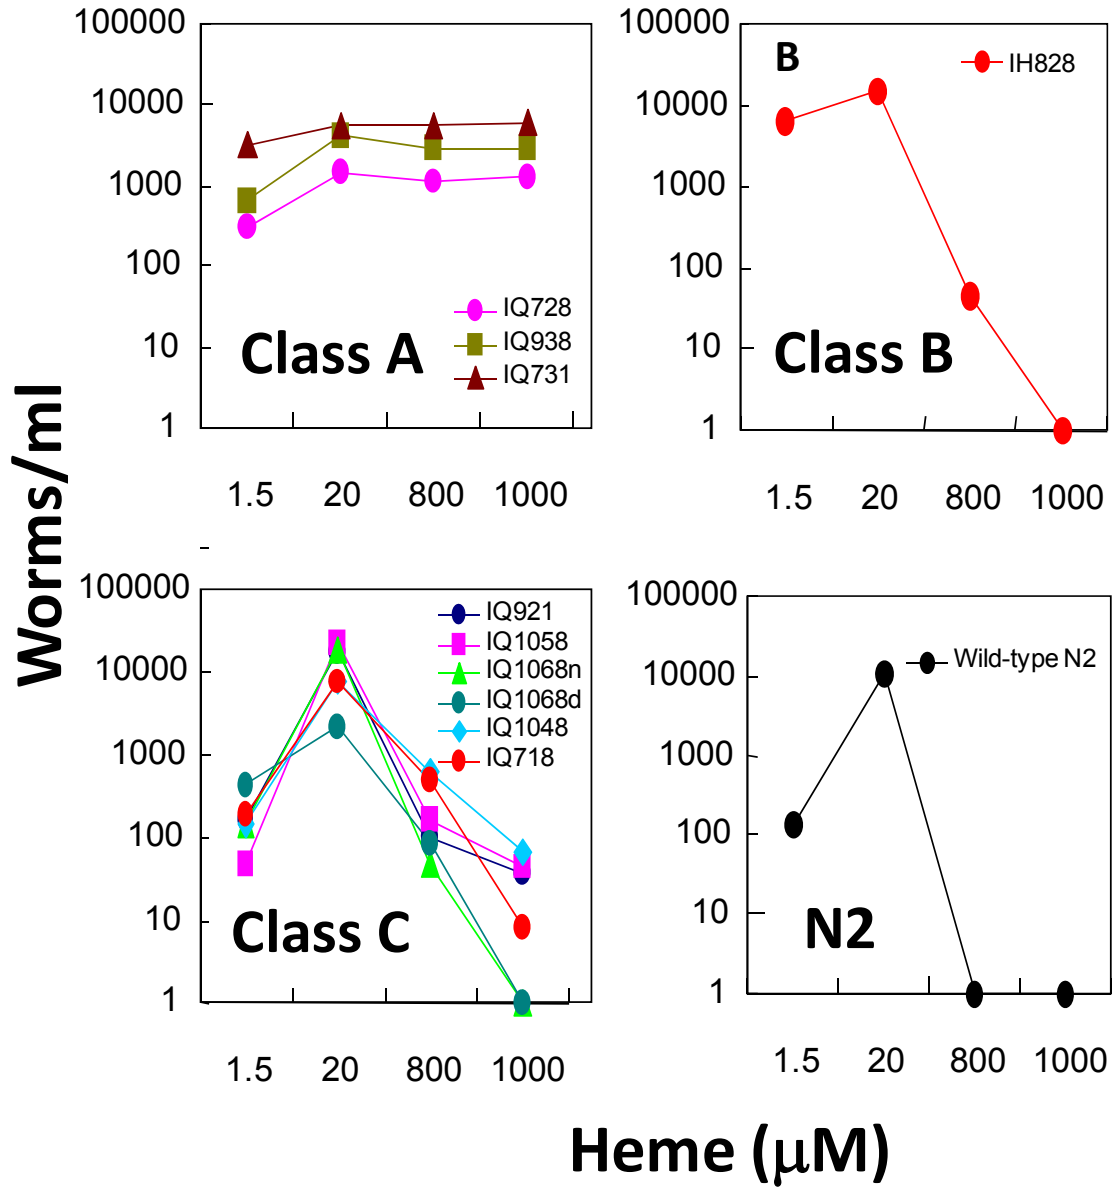 Worms/ml
100000
10000
1000
100
10
1
Class A
IQ728
IQ938
IQ731
1.5 20 800 1000
100000
10000
1000
100
10
1
B
IH828
Class B
1.5 20 800 1000
100000
10000
1000
100
10
1
IQ921
IQ1058
IQ1068n
IQ1068d
IQ1048
IQ718
Class C
1.5 20 800 1000
100000
10000
1000
100
10
1
Wild-type N2
N2
1.5 20 800 1000
Heme (μM)